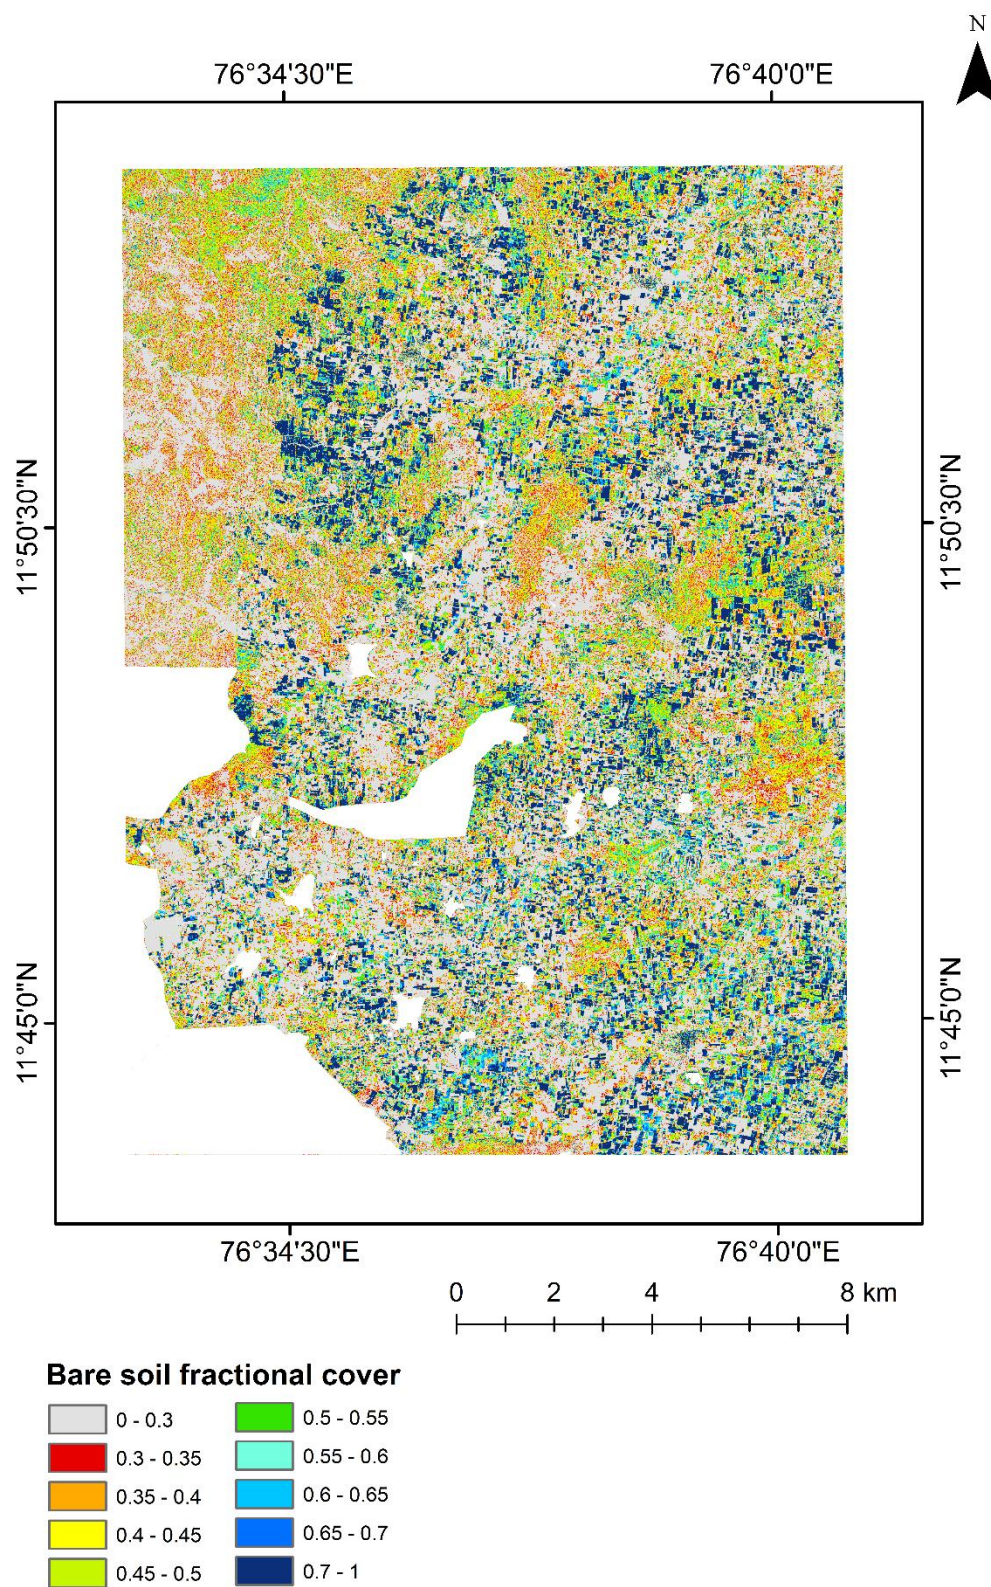 N
76°34'30"E 76°40'0"E
11°50'30"N 11°50'30"N
11°45'0"N 11°45'0"N
76°34'30"E 76°40'0"E
0 2 4 8 km
Bare soil fractional cover
0 - 0.3 0.5 - 0.55
0.3 - 0.35 0.55 - 0.6
0.35 - 0.4 0.6 - 0.65
0.4 - 0.45 0.65 - 0.7
0.45 - 0.5 0.7 - 1